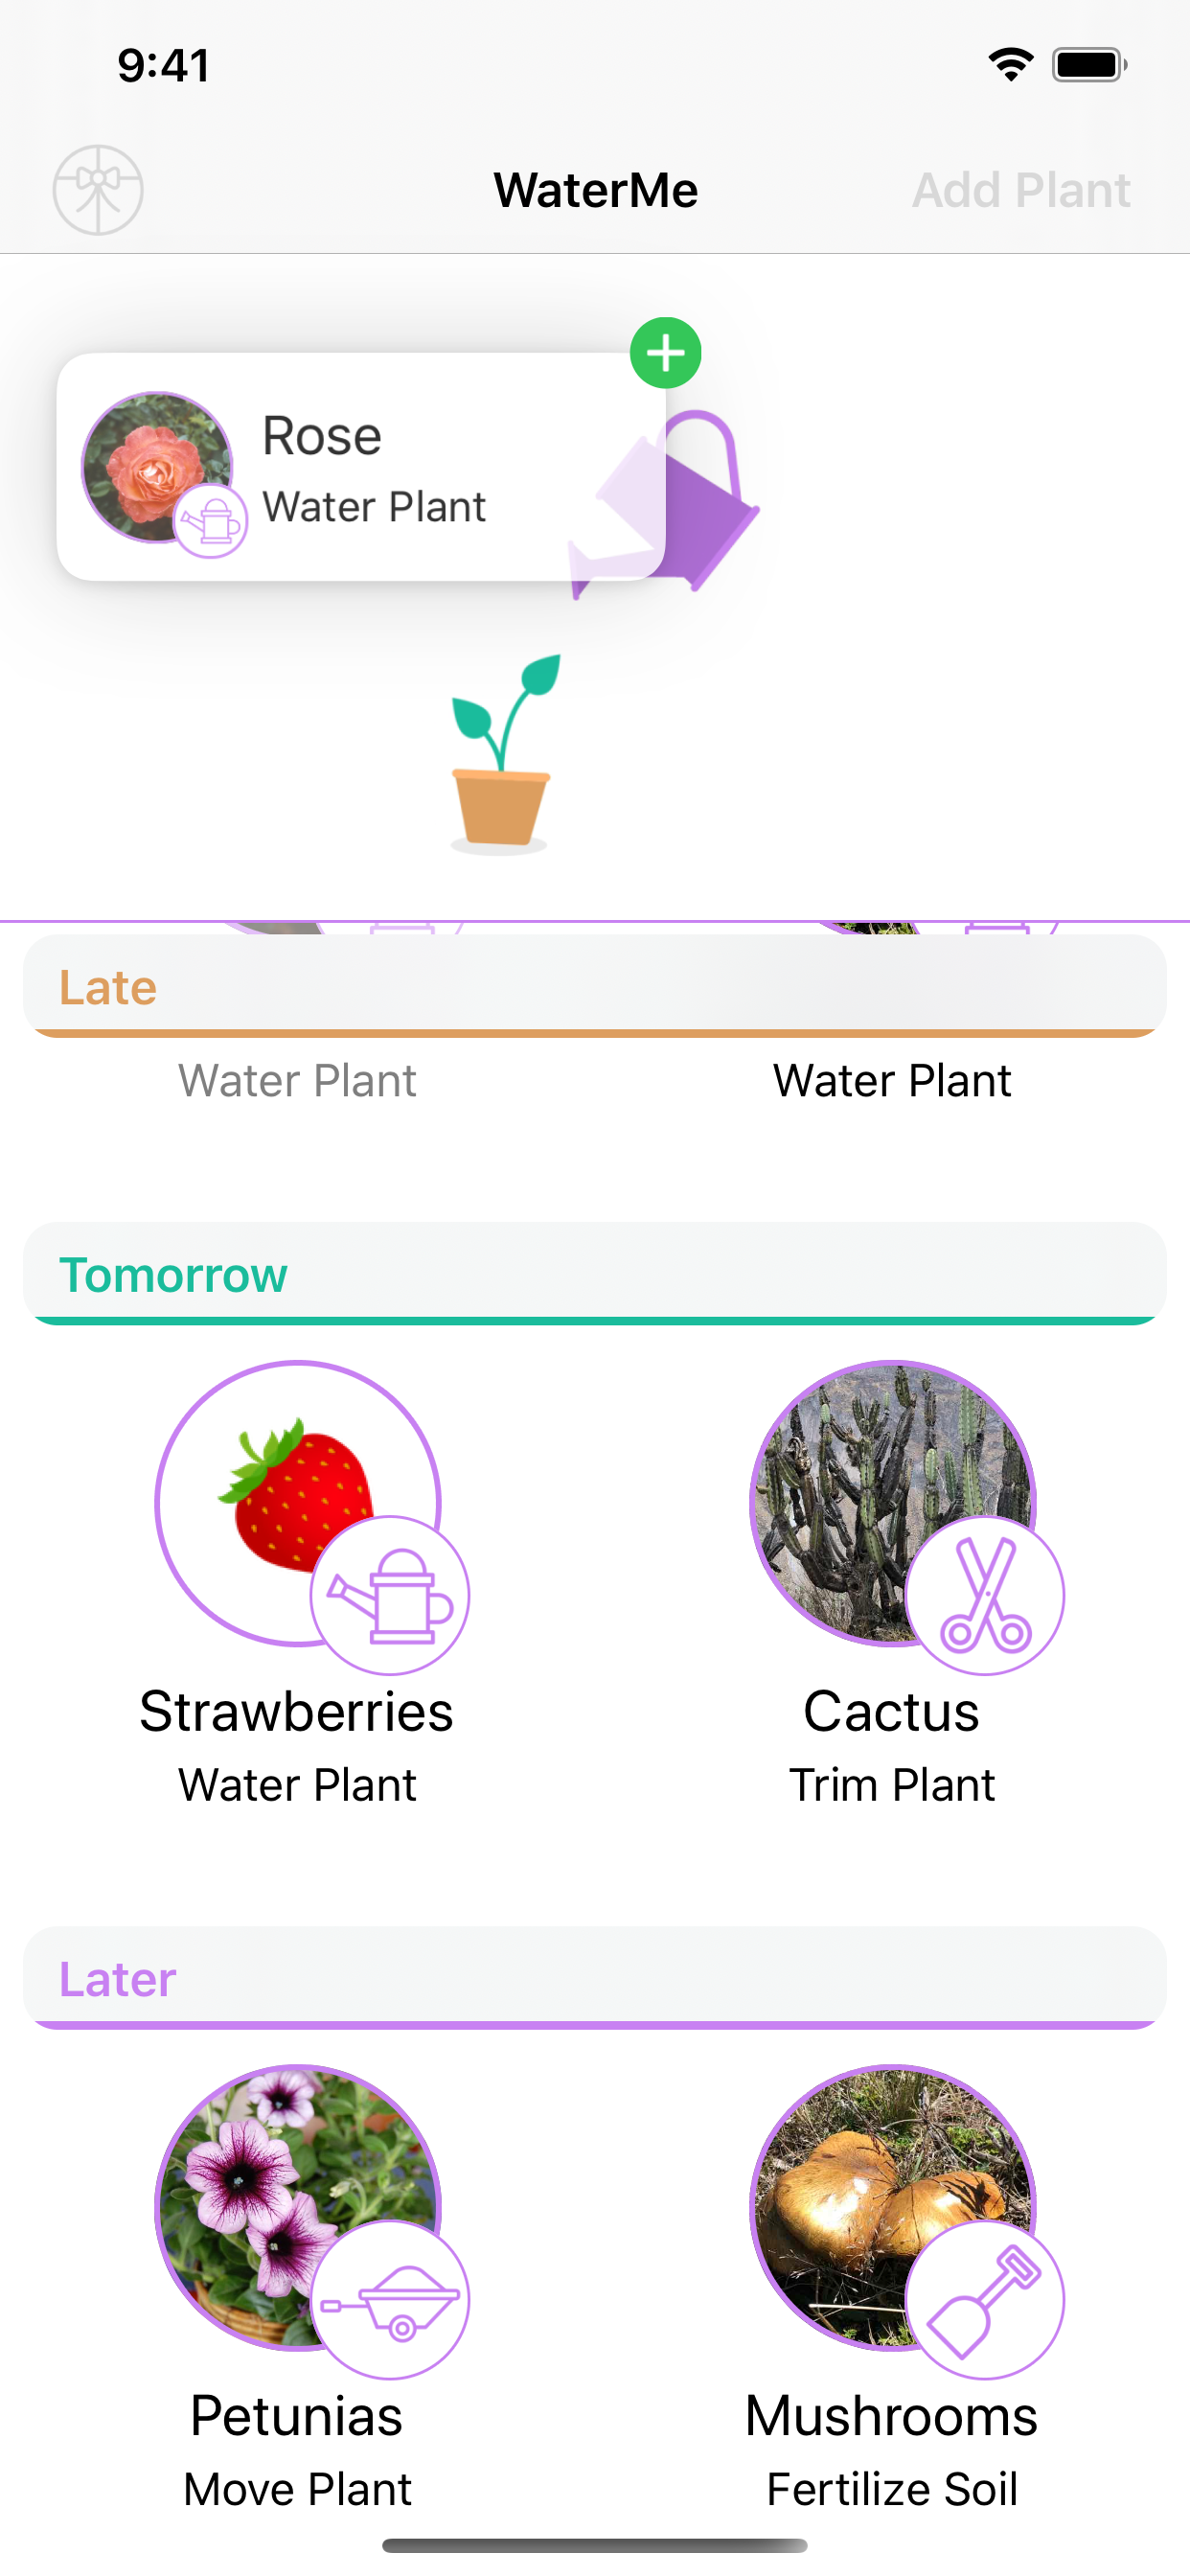 9:41
WaterMe
Add Plant
Rose
Water Plant
Late
Water Plant
Water Plant
Tomorrow
Strawberries
Cactus
Water Plant
Trim Plant
Later
Petunias
Mushrooms
Move Plant
Fertilize Soil